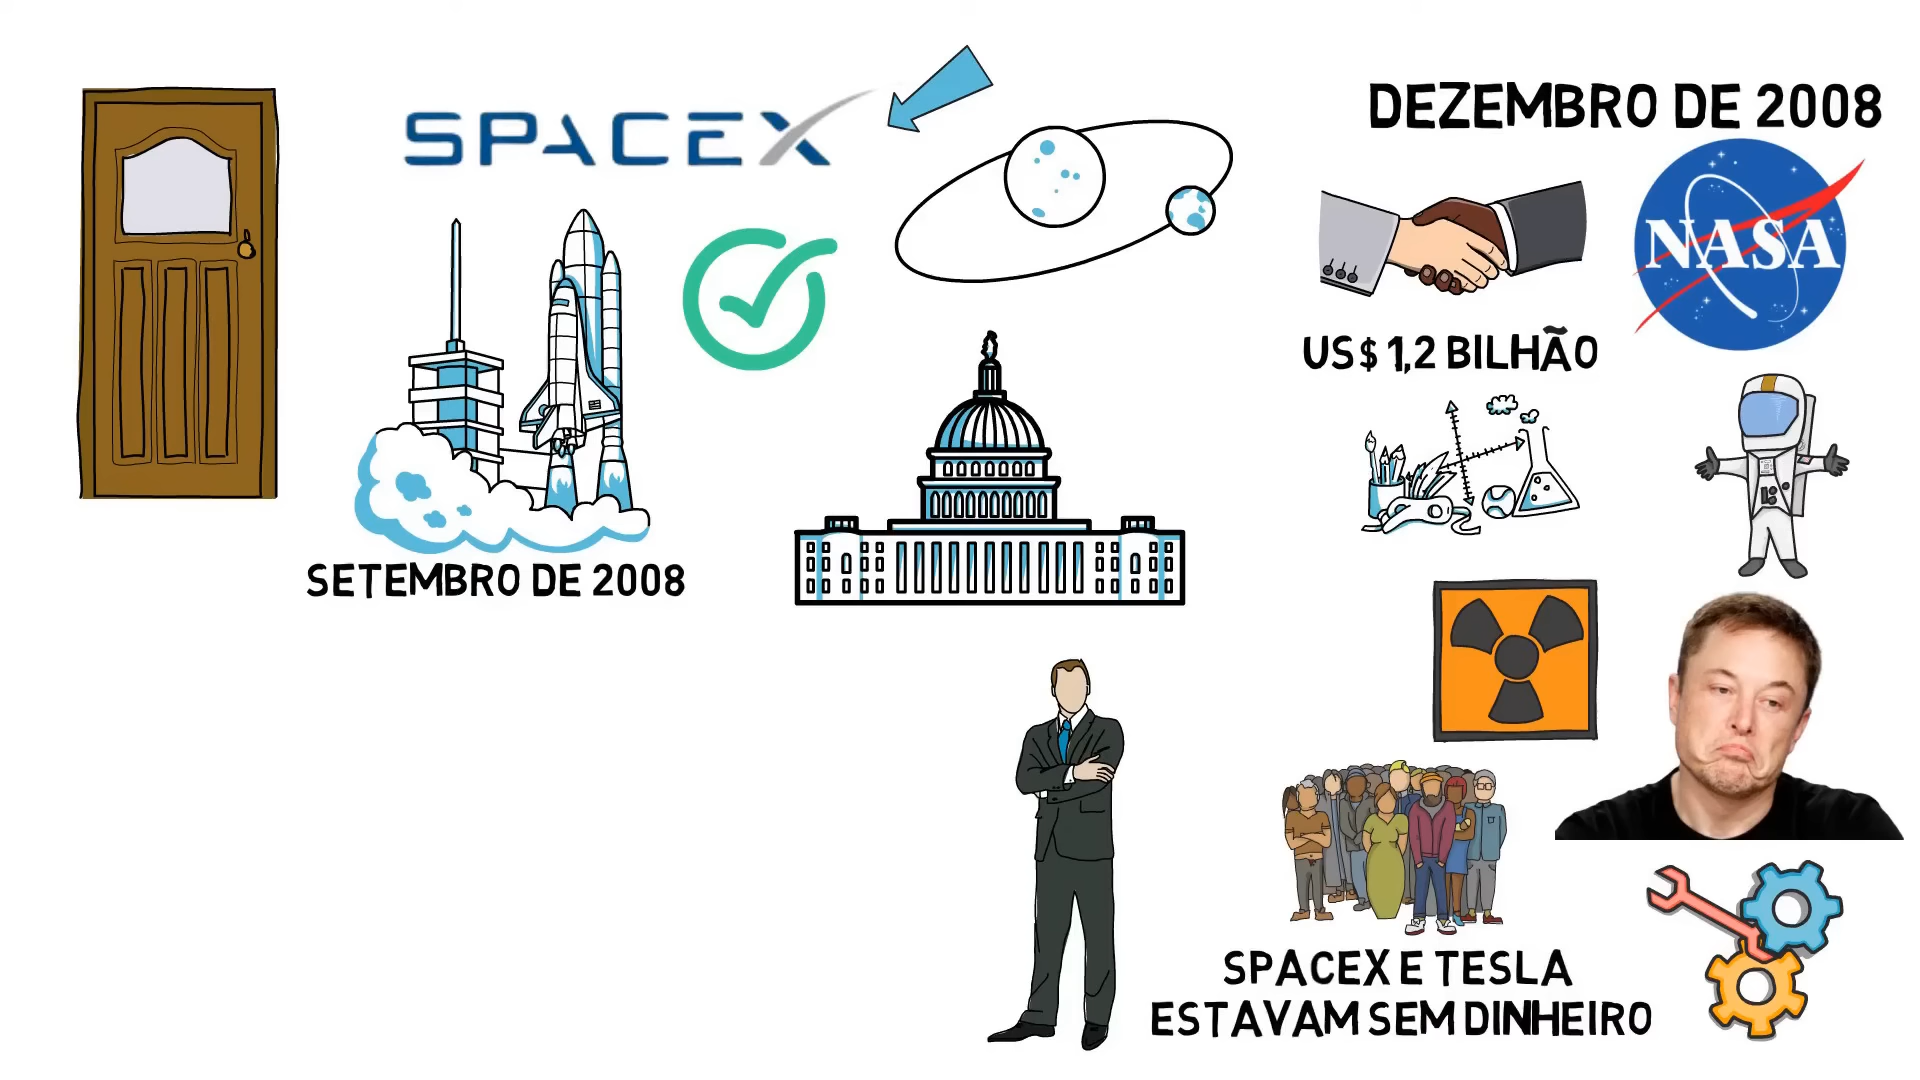 SPACEX
SETEMBRO DE 2008
DEZEMBRO DE 2008
NASA
US$ 1,2 BILHÃO
SPACEX E TESLA
ESTAVAM SEM DINHEIRO